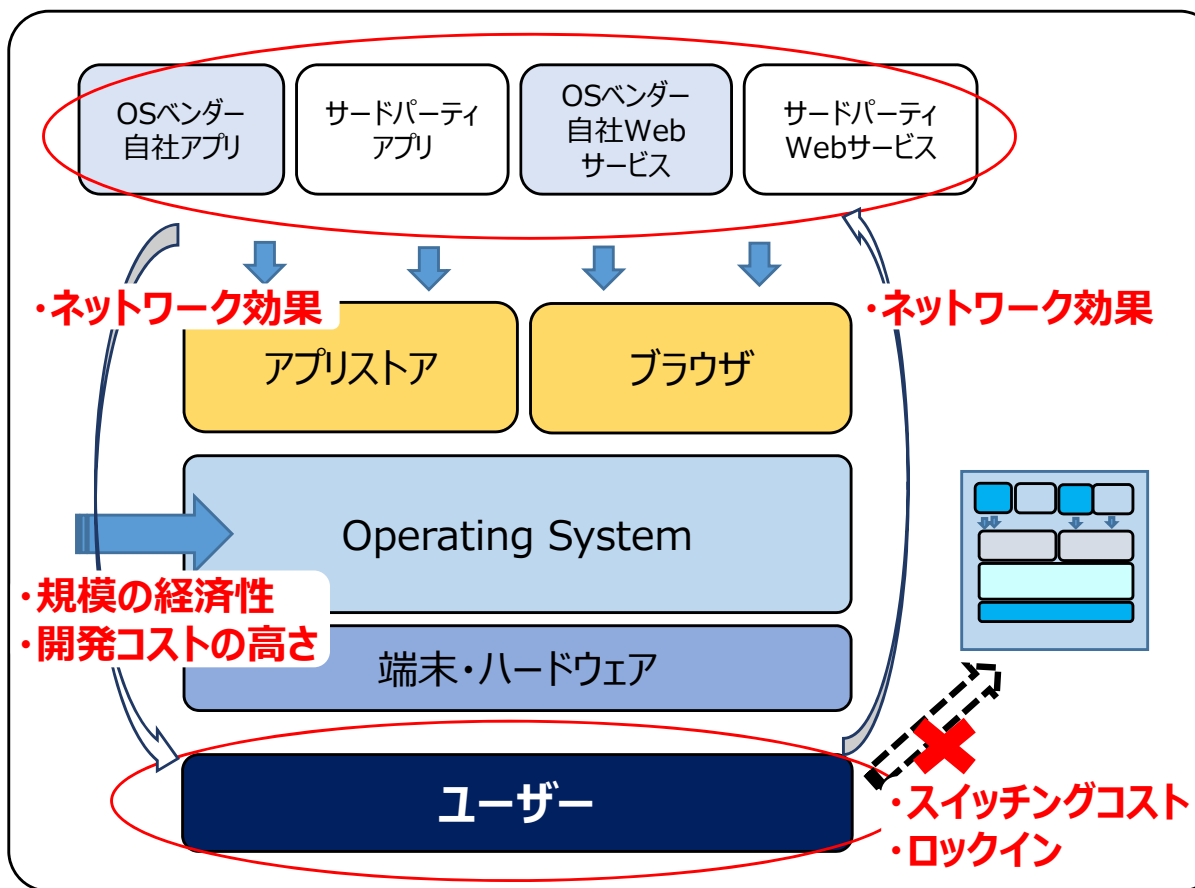 OSベンダー
自社アプリ
サードパーティ
アプリ
OSベンダー
自社Web
サービス
サードパーティ
Webサービス
・ネットワーク効果
・ネットワーク効果
アプリストア
ブラウザ
Operating System
・規模の経済性
・開発コストの高さ
端末・ハードウェア
ユーザー
・スイッチングコスト
・ロックイン